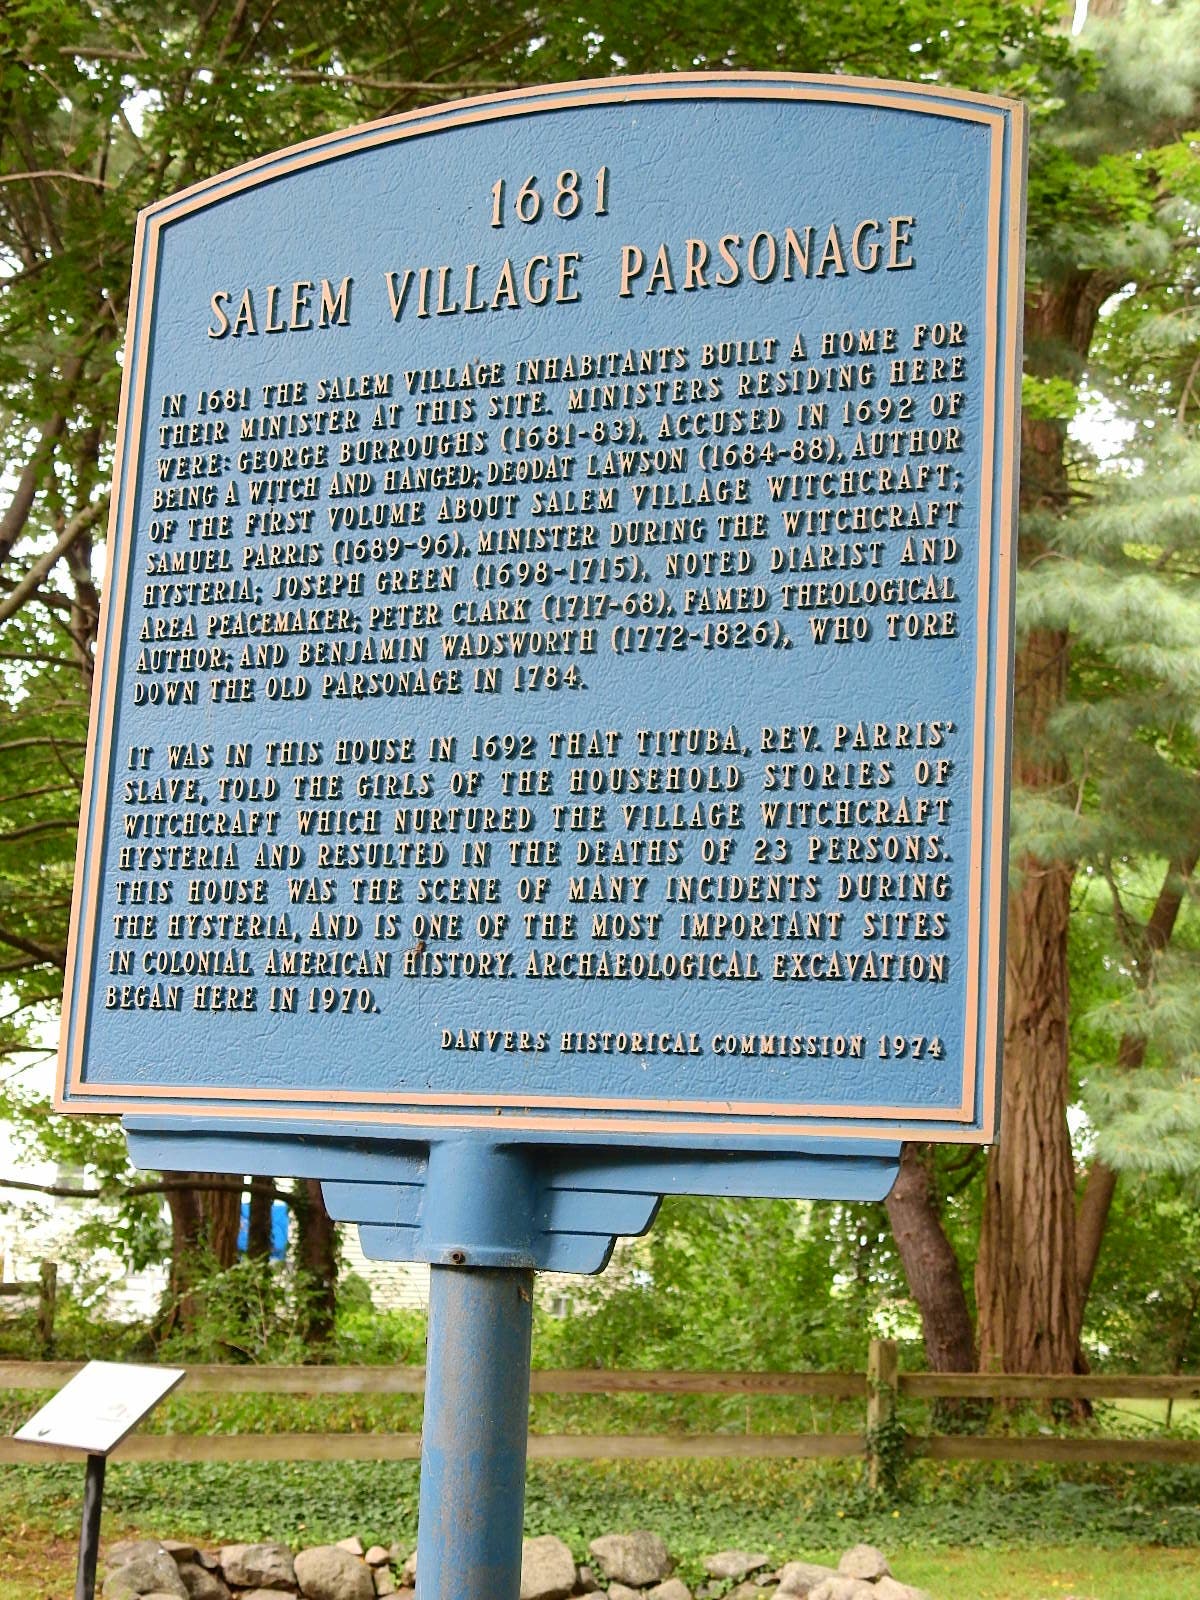 1681
SALEM VILLAGE PARSONAGE
IN 1681 THE SALEM VILLAGE INHABITANTS BUILT A HOME FOR
THEIR MINISTER AT THIS SITE. MINISTERS RESIDING HERE
WERE: GEORGE BURROUGHS (1681-83), ACCUSED IN 1692 OF
BEING A WITCH AND HANGED; DEODAT LAWSON (1684-88), AUTHOR
OF THE FIRST VOLUME ABOUT SALEM VILLAGE WITCHCRAFT;
SAMUEL PARRIS (1689-96), MINISTER DURING THE WITCHCRAFT
HYSTERIA; JOSEPH GREEN (1698-1715), NOTED DIARIST AND
AREA PEACEMAKER; PETER CLARK (1717-68), FAMED THEOLOGICAL
AUTHOR; AND BENJAMIN WADSWORTH (1772-1826), WHO TORE
DOWN THE OLD PARSONAGE IN 1784.
IT WAS IN THIS HOUSE IN 1692 THAT TITUBA, REV. PARRIS'
SLAVE, TOLD THE GIRLS OF THE HOUSEHOLD STORIES OF
WITCHCRAFT WHICH NURTURED THE VILLAGE WITCHCRAFT
HYSTERIA AND RESULTED IN THE DEATHS OF 23 PERSONS.
THIS HOUSE WAS THE SCENE OF MANY INCIDENTS DURING
THE HYSTERIA, AND IS ONE OF THE MOST IMPORTANT SITES
IN COLONIAL AMERICAN HISTORY. ARCHAEOLOGICAL EXCAVATION
BEGAN HERE IN 1970.
DANVERS HISTORICAL COMMISSION 1974